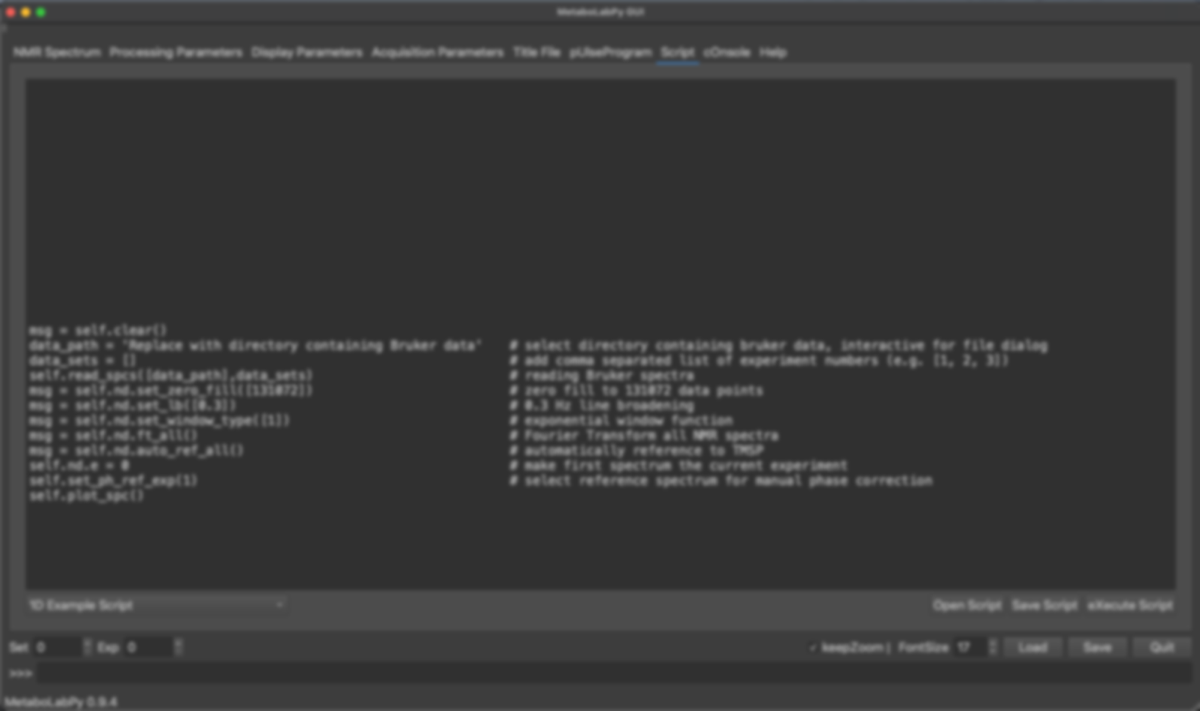 MetaboLabPy GUI
NMR Spectrum Processing Parameters Display Parameters Acquisition Parameters Title File pUlseProgram Script cOnsole Help
msg = self.clear()
data_path = 'Replace with directory containing Bruker data' # select directory containing bruker data, interactive for file dialog
data_sets = [] # add comma separated list of experiment numbers (e.g. [1, 2, 3])
self.read_spcs([data_path],data_sets) # reading Bruker spectra
msg = self.nd.set_zero_fill([131072]) # zero fill to 131072 data points
msg = self.nd.set_lb([0.3]) # 0.3 Hz line broadening
msg = self.nd.set_window_type([1]) # exponential window function
msg = self.nd.ft_all() # Fourier Transform all NMR spectra
msg = self.nd.auto_ref_all() # automatically reference to TMSP
self.nd.e = 0 # make first spectrum the current experiment
self.set_ph_ref_exp(1) # select reference spectrum for manual phase correction
self.plot_spc()
1D Example Script Open Script Save Script eXecute Script
Set 0 Exp 0 keepZoom | FontSize 17 Load Save Quit
>>>
MetaboLabPy 0.9.4